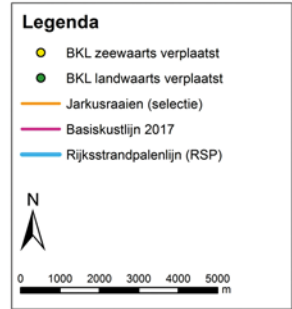 Legenda
BKL zeewaarts verplaatst
BKL landwaarts verplaatst
Jarkusraaien (selectie)
Basiskustlijn 2017
Rijksstrandpalenlijn (RSP)
N
0 1000 2000 3000 4000 5000
m